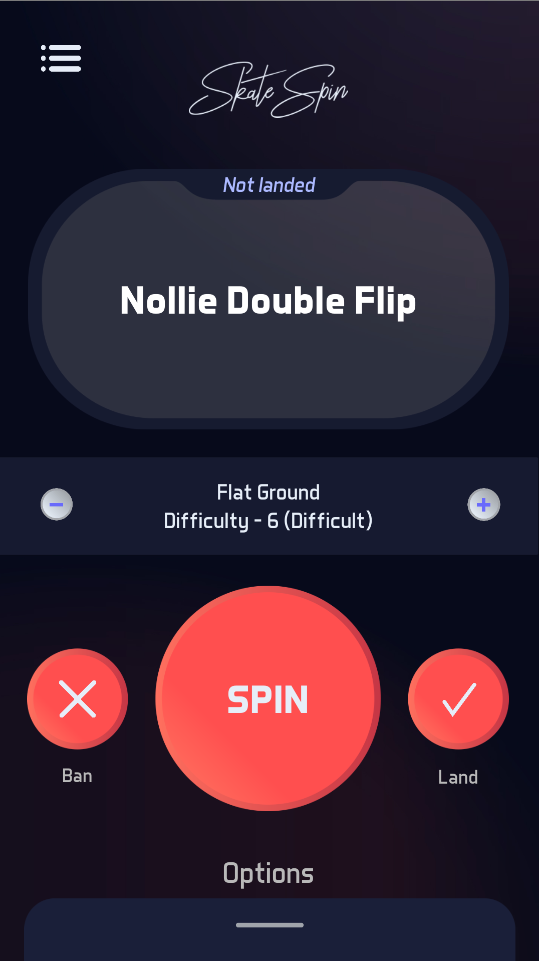 Skate Spin
Not landed
Nollie Double Flip
Flat Ground
Difficulty - 6 (Difficult)
SPIN
Ban
Land
Options